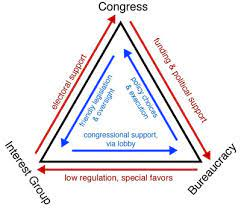 Congress
electoral support
funding & political support
friendly legislation
& oversight
policy choices
& execution
congressional support,
via lobby
Interest Group
Bureaucracy
low regulation, special favors